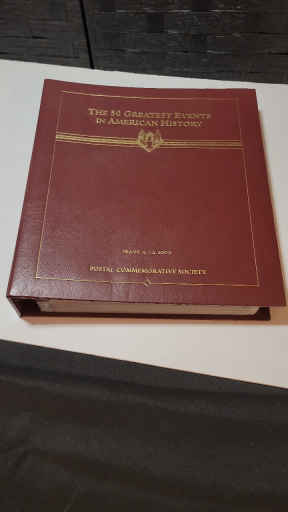 THE 50 GREATEST EVENTS
IN AMERICAN HISTORY
POSTAL COMMEMORATIVE SOCIETY